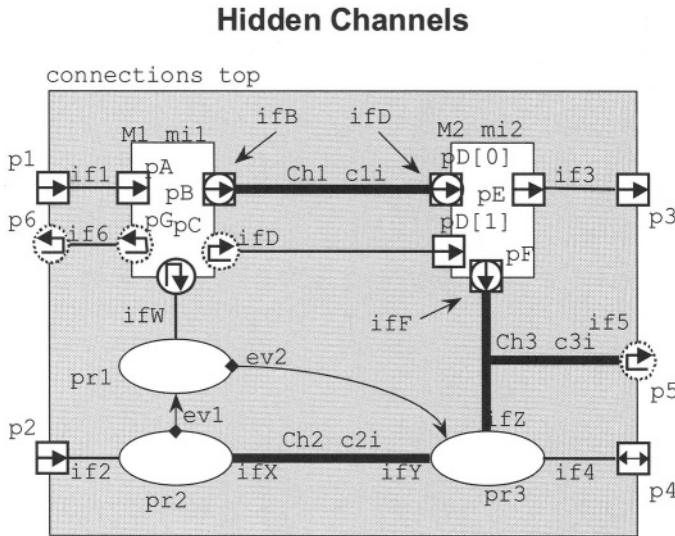 Hidden Channels
connections top
ifB
ifD
M1 mi1
M2 mi2
pD[0]
p1
if1
pA
pB
Ch1 c1i
pE
if3
p3
p6
if6
pG
pC
ifD
pD[1]
pF
ifW
ifF
if5
Ch3 c3i
p5
pr1
ev2
p2
ev1
Ch2 c2i
ifZ
if2
ifX
ifY
if4
p4
pr2
pr3